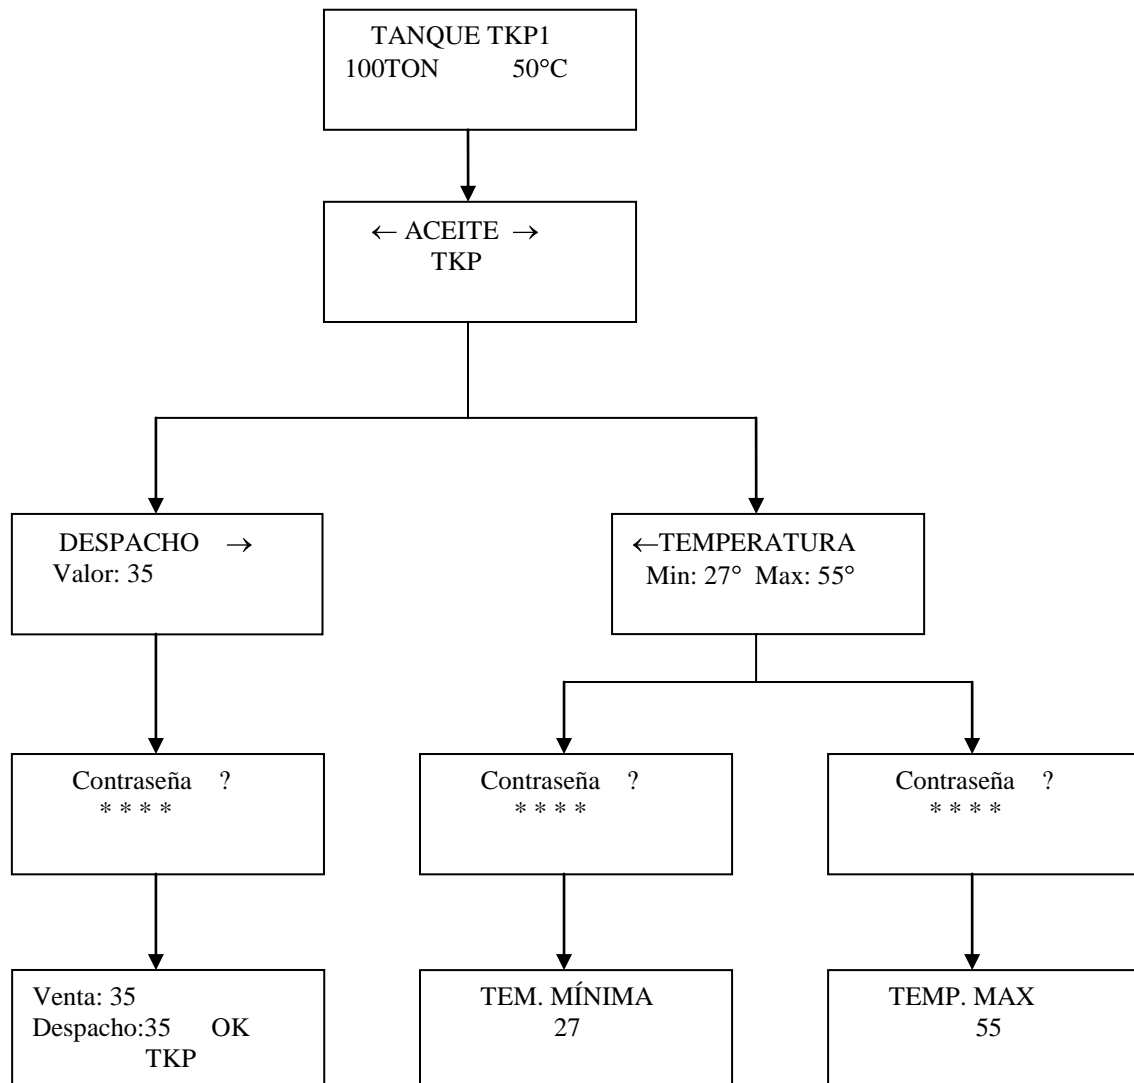 TANQUE TKP1
100TON 50°C
← ACEITE →
TKP
DESPACHO →
Valor: 35
←TEMPERATURA
Min: 27° Max: 55°
Contraseña ?
* * * *
Contraseña ?
* * * *
Contraseña ?
* * * *
Venta: 35
Despacho:35 OK
TKP
TEM. MÍNIMA
27
TEMP. MAX
55